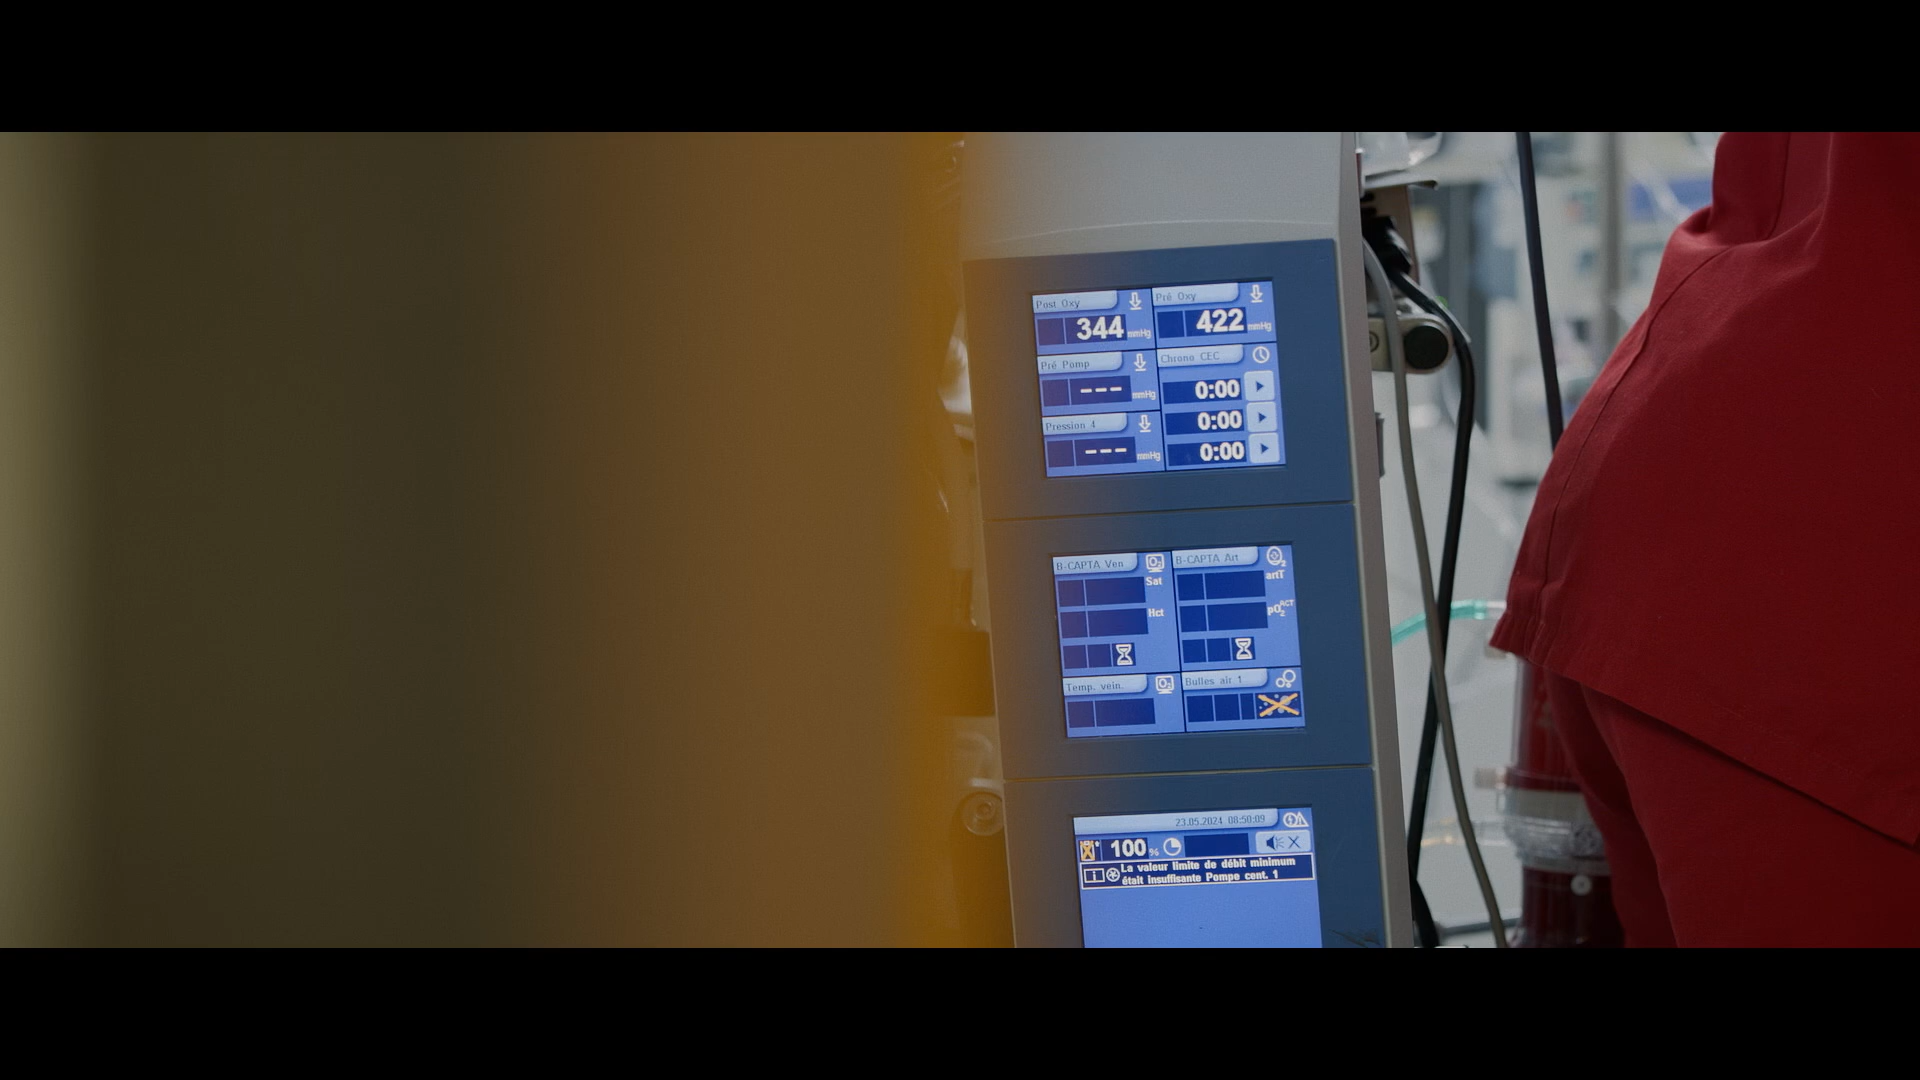 Post Oxy
344 mmHg
Pré Oxy
422 mmHg
Pré Pomp
--- mmHg
Chrono CEC
0:00
0:00
0:00
Pression 4
--- mmHg
B-CAPTA Ven
Sat
Hct
B-CAPTA Art
artT
pO2 ACT
Temp. vein.
Bulles air 1
23.05.2024 08:50:09
100 %
La valeur limite de débit minimum
était insuffisante Pompe cent. 1